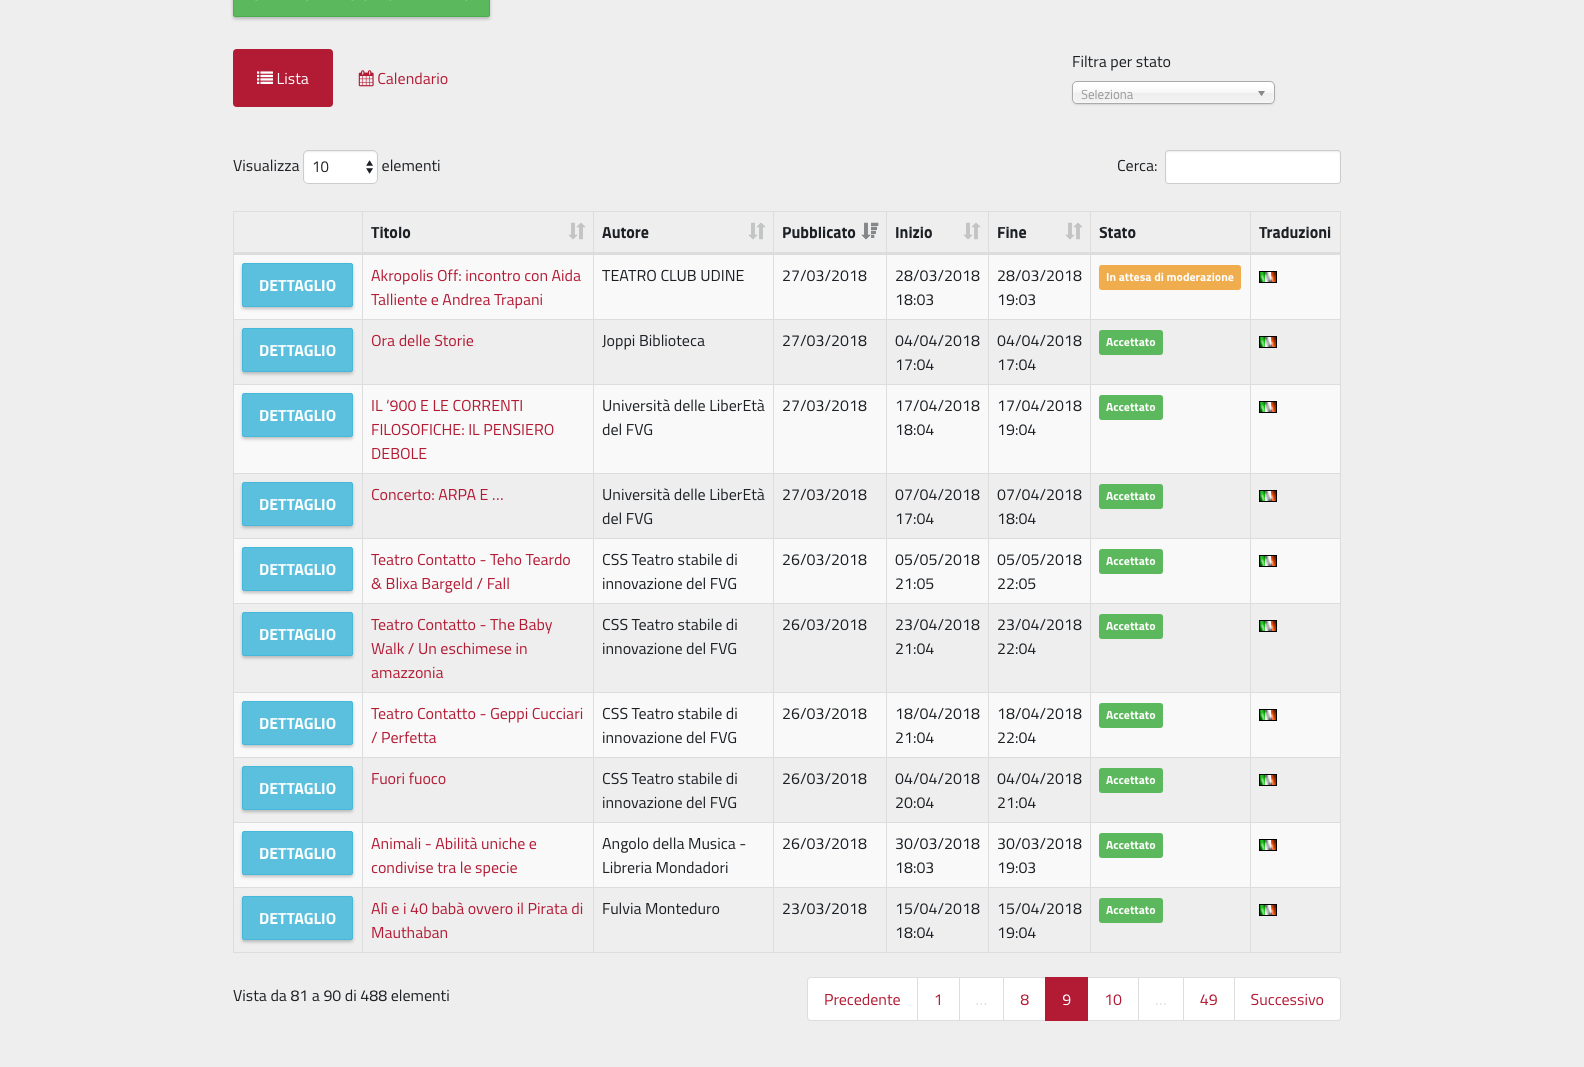 Lista
Calendario
Filtra per stato
Seleziona
Visualizza 10 elementi
Cerca:
Titolo Autore Pubblicato Inizio Fine Stato Traduzioni
DETTAGLIO Akropolis Off: incontro con Aida TEATRO CLUB UDINE 27/03/2018 28/03/2018 28/03/2018 In attesa di moderazione
Talliente e Andrea Trapani 18:03 19:03
DETTAGLIO Ora delle Storie Joppi Biblioteca 27/03/2018 04/04/2018 04/04/2018 Accettato
17:04 17:04
DETTAGLIO IL '900 E LE CORRENTI Università delle LiberEtà 27/03/2018 17/04/2018 17/04/2018 Accettato
FILOSOFICHE: IL PENSIERO del FVG 18:04 19:04
DEBOLE
DETTAGLIO Concerto: ARPA E ... Università delle LiberEtà 27/03/2018 07/04/2018 07/04/2018 Accettato
del FVG 17:04 18:04
DETTAGLIO Teatro Contatto - Teho Teardo CSS Teatro stabile di 26/03/2018 05/05/2018 05/05/2018 Accettato
& Blixa Bargeld / Fall innovazione del FVG 21:05 22:05
DETTAGLIO Teatro Contatto - The Baby CSS Teatro stabile di 26/03/2018 23/04/2018 23/04/2018 Accettato
Walk / Un eschimese in innovazione del FVG 21:04 22:04
amazzonia
DETTAGLIO Teatro Contatto - Geppi Cucciari CSS Teatro stabile di 26/03/2018 18/04/2018 18/04/2018 Accettato
/ Perfetta innovazione del FVG 21:04 22:04
DETTAGLIO Fuori fuoco CSS Teatro stabile di 26/03/2018 04/04/2018 04/04/2018 Accettato
innovazione del FVG 20:04 21:04
DETTAGLIO Animali - Abilità uniche e Angolo della Musica - 26/03/2018 30/03/2018 30/03/2018 Accettato
condivise tra le specie Libreria Mondadori 18:03 19:03
DETTAGLIO Alì e i 40 babà ovvero il Pirata di Fulvia Monteduro 23/03/2018 15/04/2018 15/04/2018 Accettato
Mauthaban 18:04 19:04
Vista da 81 a 90 di 488 elementi
Precedente 1 ... 8 9 10 ... 49 Successivo